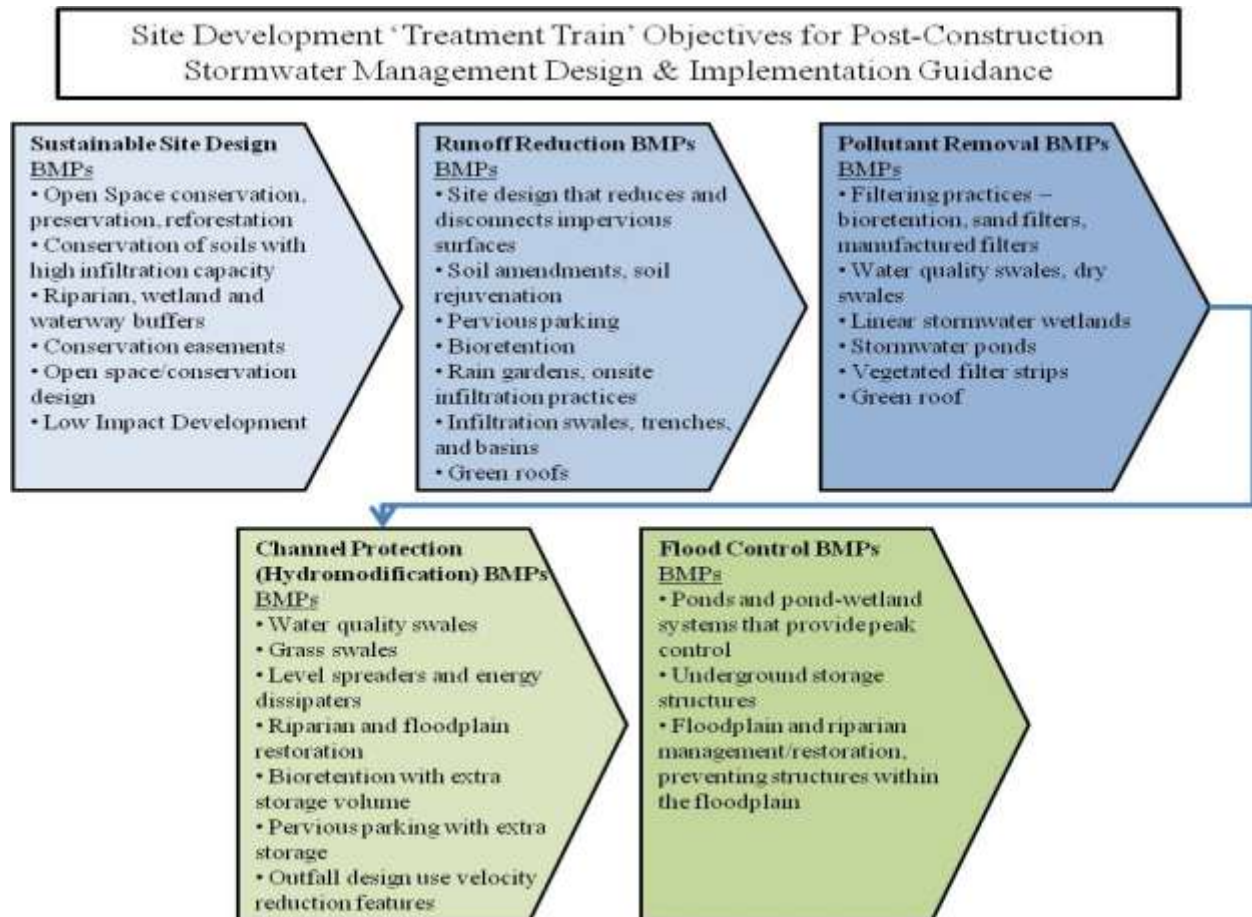 Site Development ‘Treatment Train’ Objectives for Post-Construction
Stormwater Management Design & Implementation Guidance
Sustainable Site Design
BMPs
• Open Space conservation,
preservation, reforestation
• Conservation of soils with
high infiltration capacity
• Riparian, wetland and
waterway buffers
• Conservation easements
• Open space/conservation
design
• Low Impact Development
Runoff Reduction BMPs
BMPs
• Site design that reduces and
disconnects impervious
surfaces
• Soil amendments, soil
rejuvenation
• Pervious parking
• Bioretention
• Rain gardens, onsite
infiltration practices
• Infiltration swales, trenches,
and basins
• Green roofs
Pollutant Removal BMPs
BMPs
• Filtering practices –
bioretention, sand filters,
manufactured filters
• Water quality swales, dry
swales
• Linear stormwater wetlands
• Stormwater ponds
• Vegetated filter strips
• Green roof
Channel Protection
(Hydromodification) BMPs
BMPs
• Water quality swales
• Grass swales
• Level spreaders and energy
dissipaters
• Riparian and floodplain
restoration
• Bioretention with extra
storage volume
• Pervious parking with extra
storage
• Outfall design use velocity
reduction features
Flood Control BMPs
BMPs
• Ponds and pond-wetland
systems that provide peak
control
• Underground storage
structures
• Floodplain and riparian
management/restoration,
preventing structures within
the floodplain